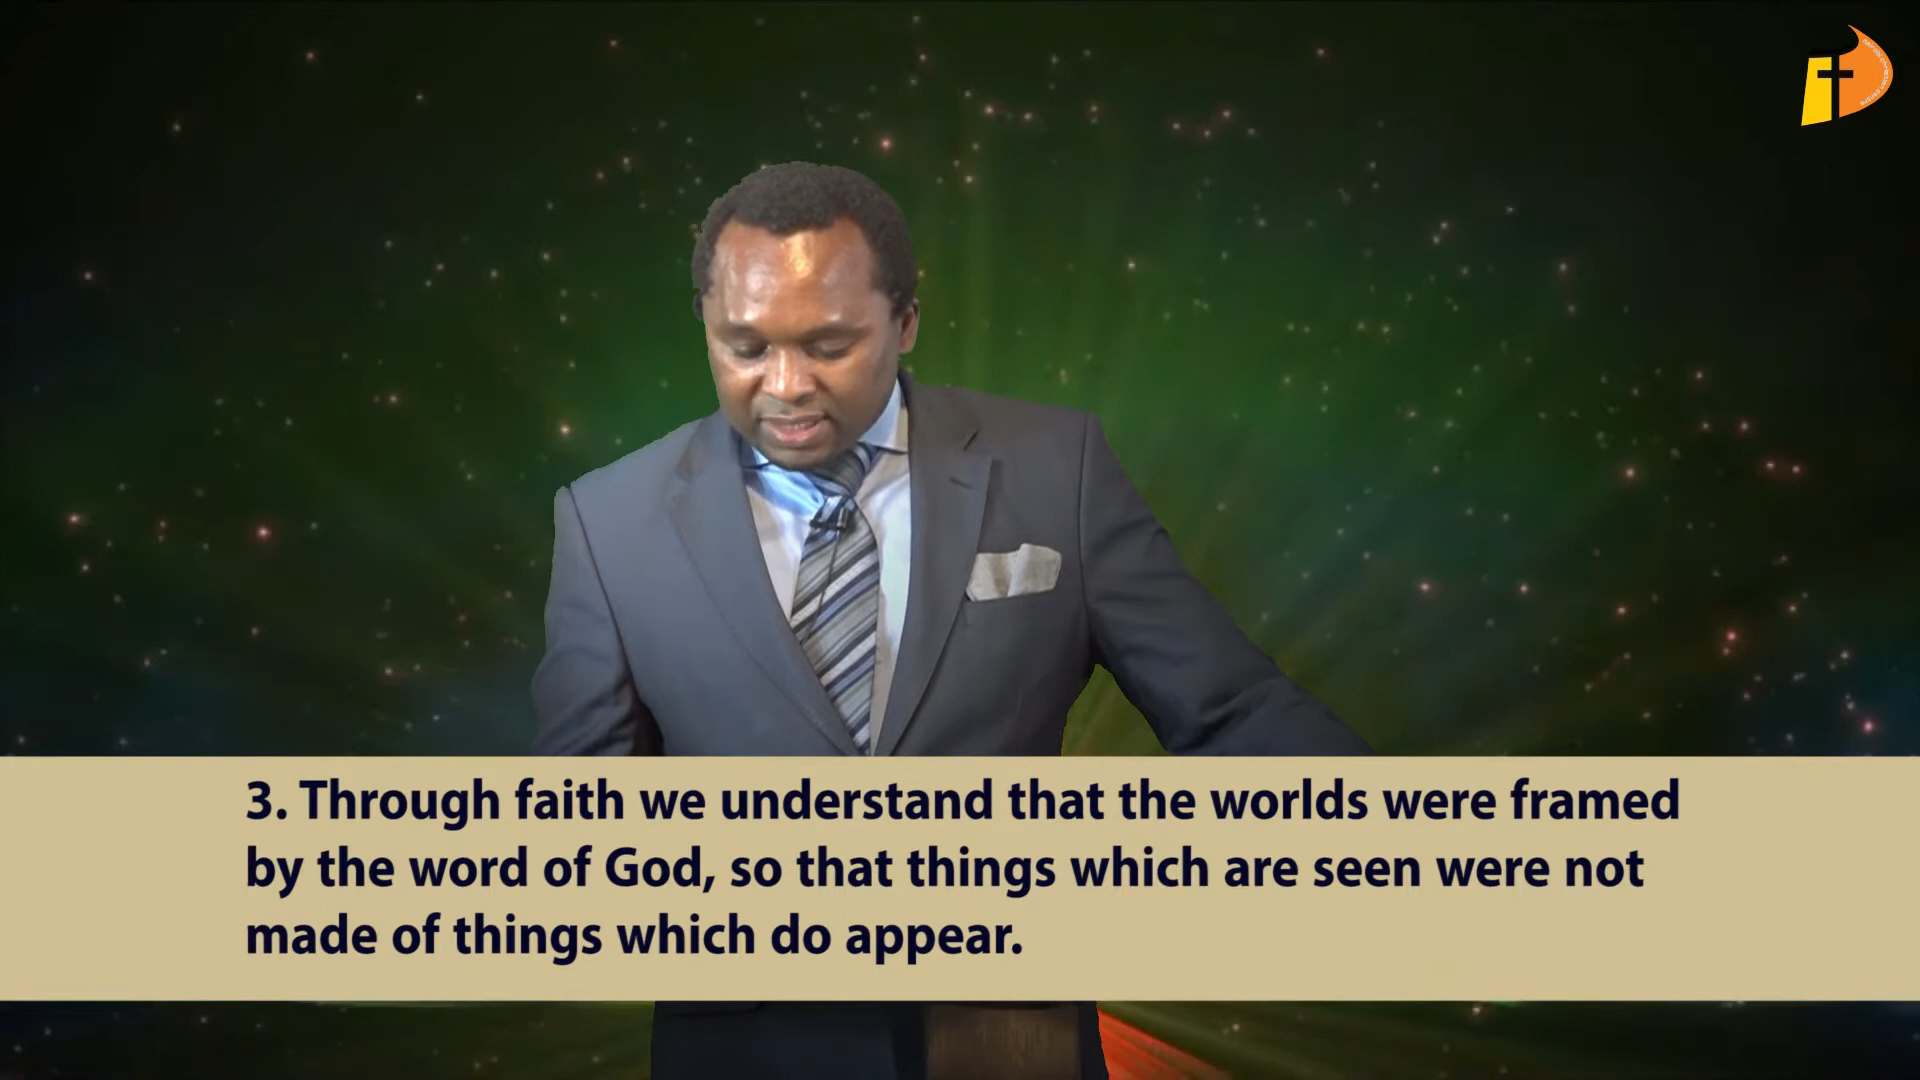 3. Through faith we understand that the worlds were framed
by the word of God, so that things which are seen were not
made of things which do appear.